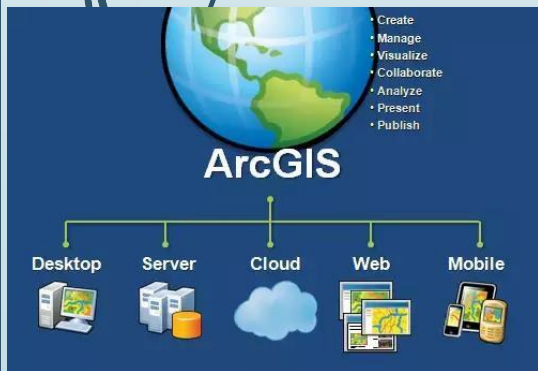 • Create
• Manage
• Visualize
• Collaborate
• Analyze
• Present
• Publish
ArcGIS
Desktop Server Cloud Web Mobile